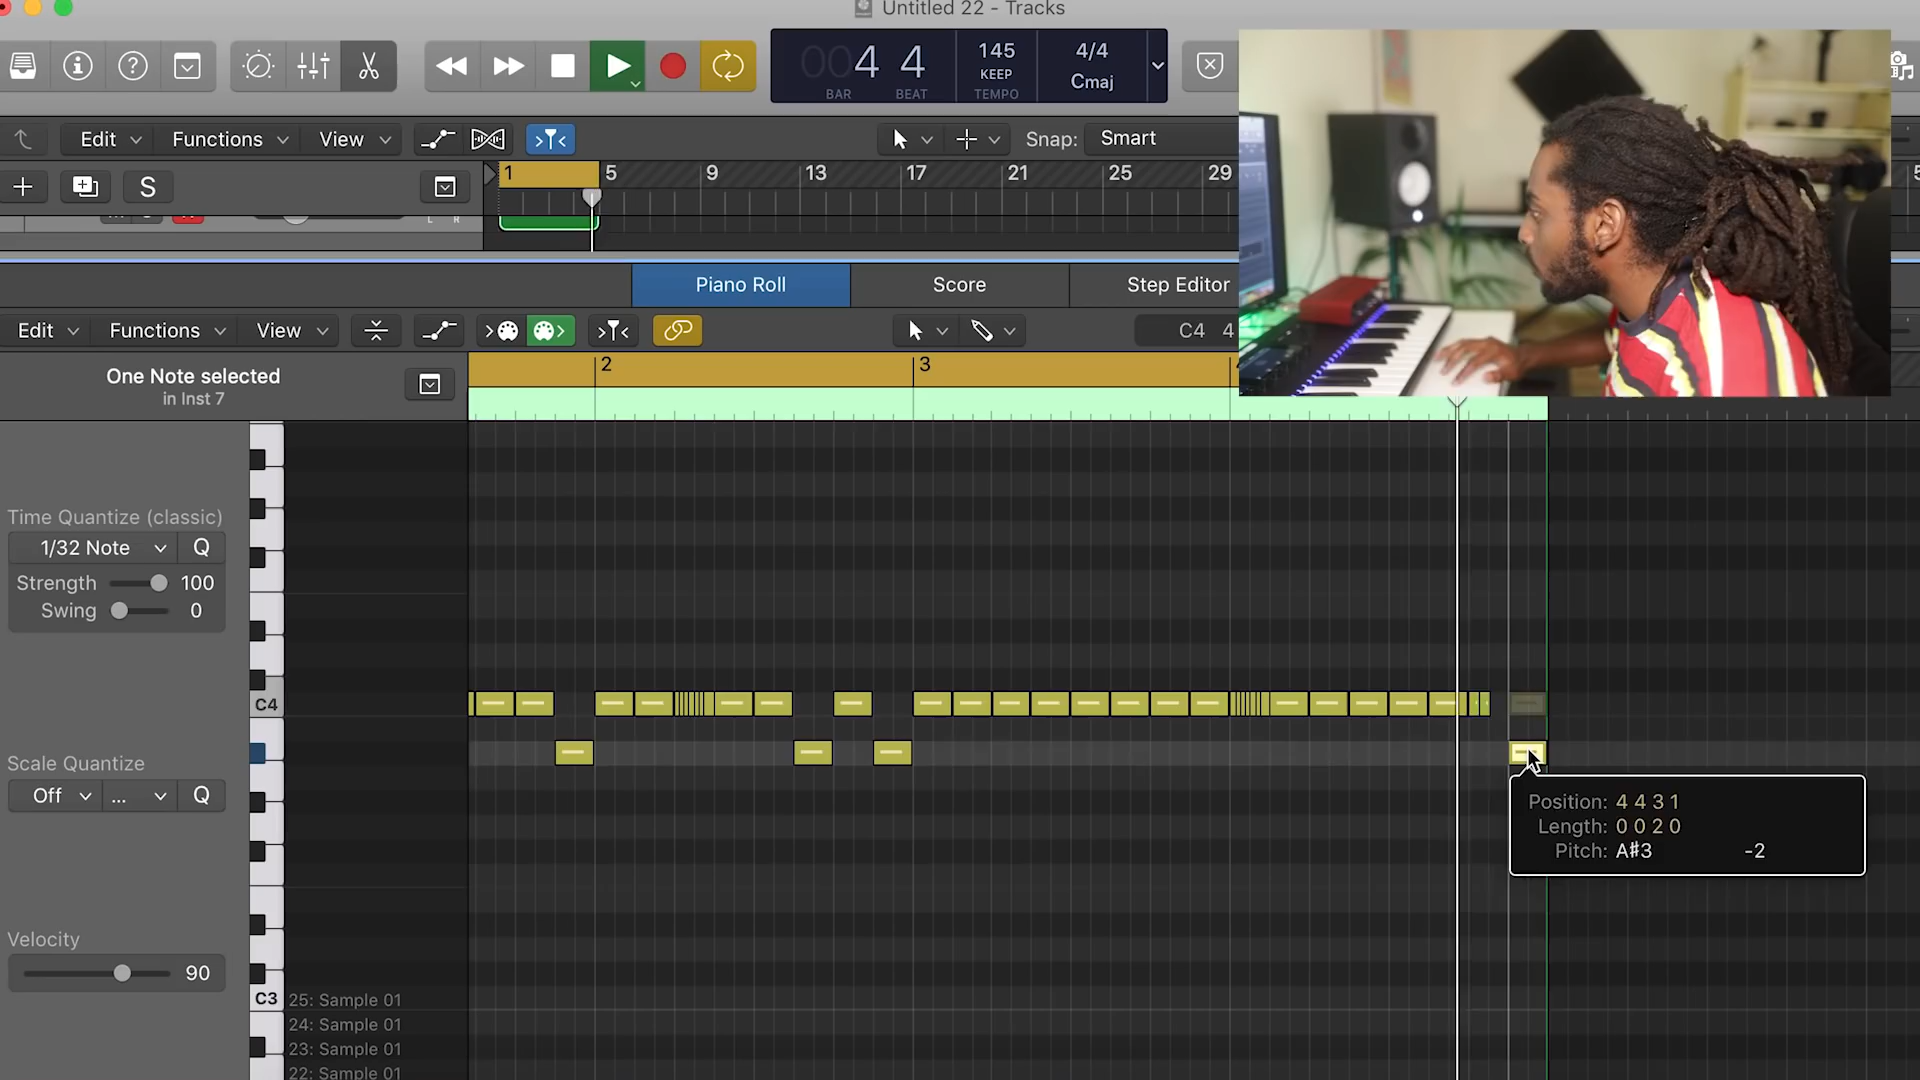 Untitled 22 - Tracks
004 4
BAR BEAT
145
KEEP
TEMPO
4/4
Cmaj
Edit Functions View
Snap: Smart
S
1 5 9 13 17 21 25 29
L R
Piano Roll Score Step Editor
Edit Functions View
C4 4
One Note selected
in Inst 7
2 3
Time Quantize (classic)
1/32 Note Q
Strength 100
Swing 0
C4
Scale Quantize
Off ... Q
Position: 4 4 3 1
Length: 0 0 2 0
Pitch: A#3 -2
Velocity
90
C3 25: Sample 01
24: Sample 01
23: Sample 01
22: Sample 01